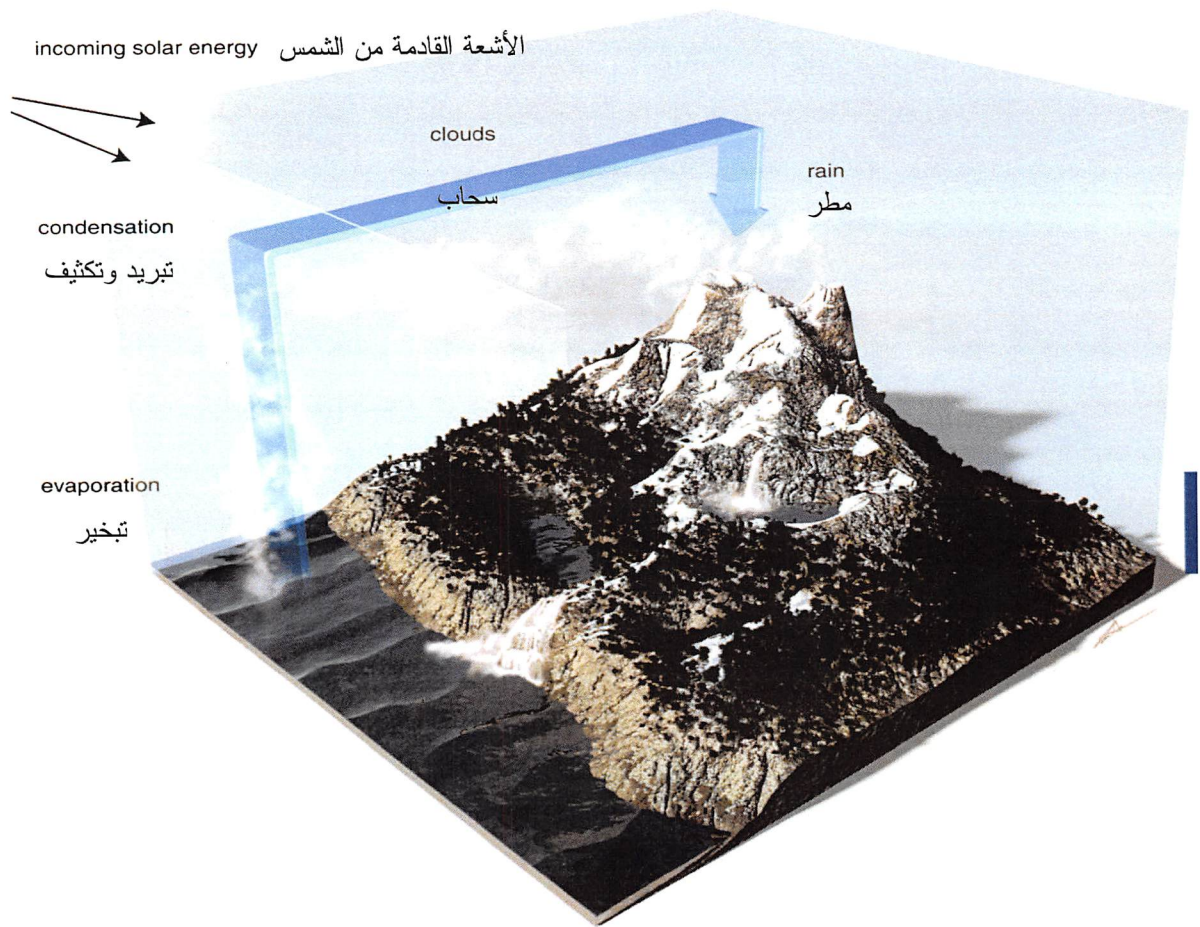 incoming solar energy الأشعة القادمة من الشمس
clouds
سحاب
rain
مطر
condensation
تبريد وتكثيف
evaporation
تبخير